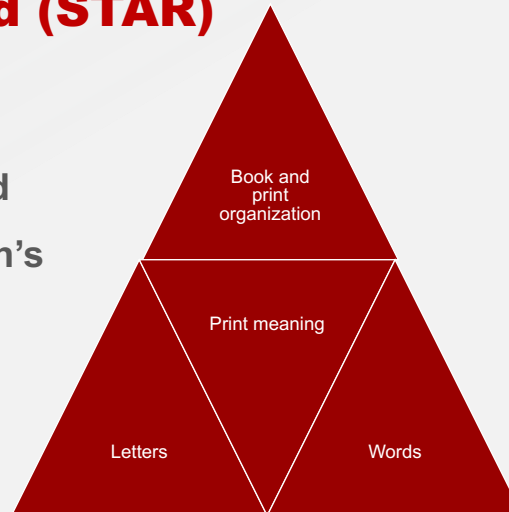 d (STAR)
d
n's
Book and
print
organization
Print meaning
Letters
Words